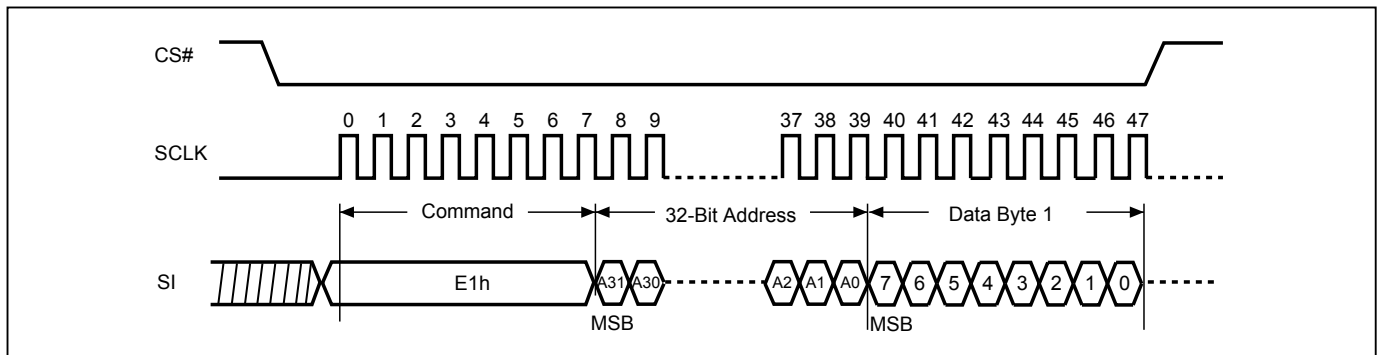 CS#
0 1 2 3 4 5 6 7 8 9 37 38 39 40 41 42 43 44 45 46 47
SCLK
Command 32-Bit Address Data Byte 1
SI E1h A31 A30 A2 A1 A0 7 6 5 4 3 2 1 0
MSB MSB